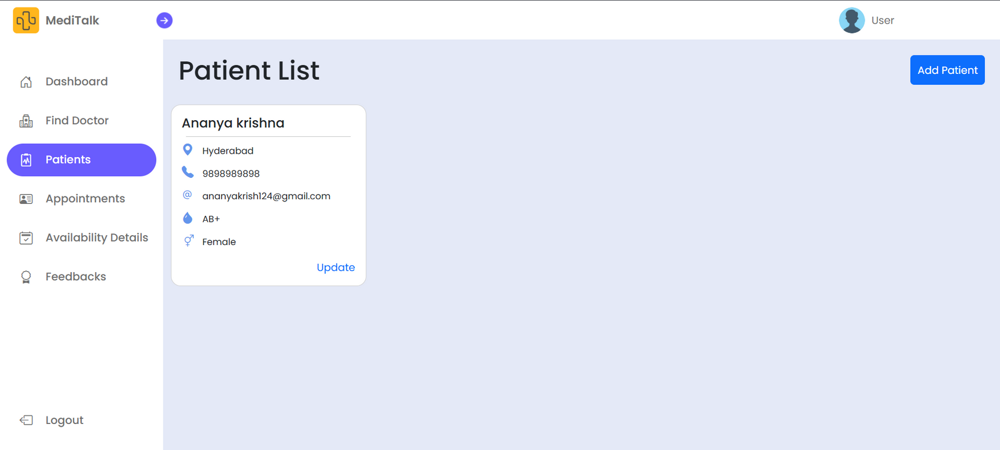 MediTalk
User
Dashboard
Find Doctor
Patients
Appointments
Availability Details
Feedbacks
Logout
Patient List
Add Patient
Ananya krishna
Hyderabad
9898989898
ananyakrish124@gmail.com
AB+
Female
Update